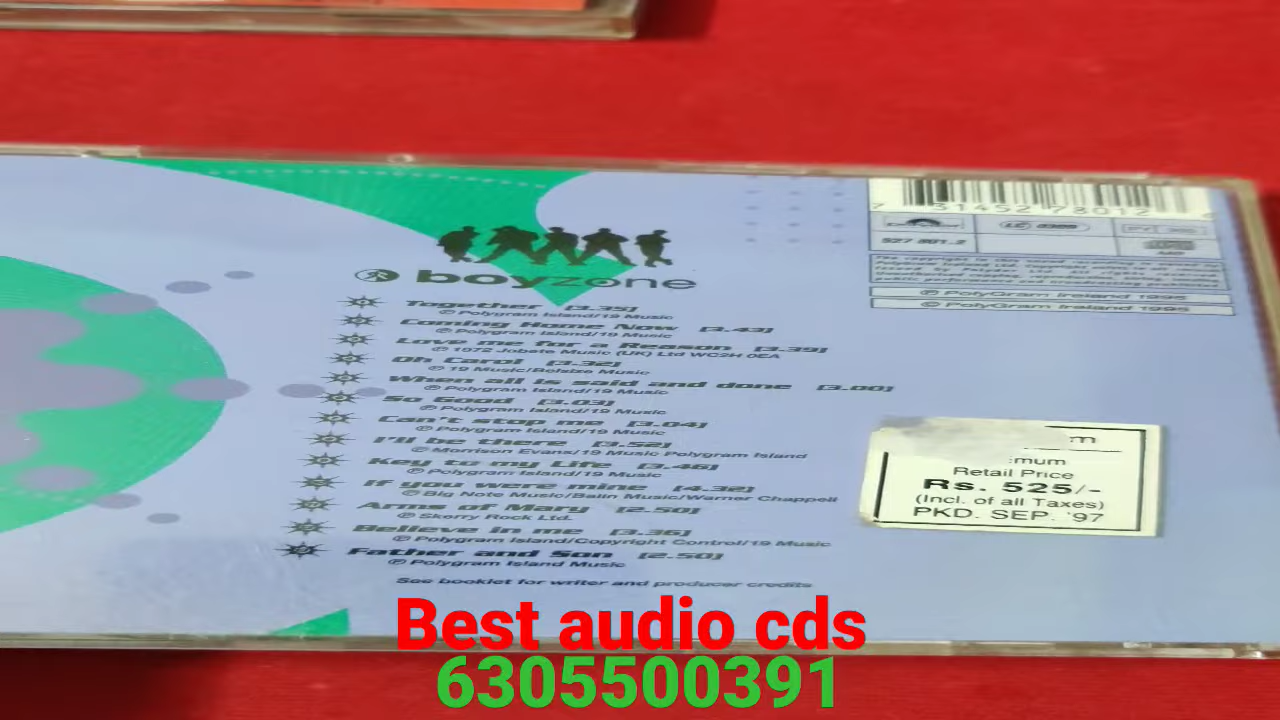 boyzone
Together [3.35]
℗ Polygram Island/19 Music
Coming Home Now [3.43]
℗ Polygram Island/19 Music
Love me for a Reason [3.39]
℗ 1972 Jobete Music (UK) Ltd WC2H 0EA
Oh Carol [3.32]
℗ 19 Music/Belsize Music
When all is said and done [3.00]
℗ Polygram Island/19 Music
So Good [3.03]
℗ Polygram Island/19 Music
Can't stop me [3.04]
℗ Polygram Island/19 Music
I'll be there [3.52]
℗ Morrison Evans/19 Music Polygram Island
Key to my Life [3.46]
℗ Polygram Island/19 Music
If you were mine [4.32]
℗ Big Note Music/Balin Music/Warner Chappell
Arms of Mary [2.50]
℗ Skerry Rock Ltd.
Believe in me [3.36]
℗ Polygram Island/Copyright Control/19 Music
Father and Son [2.50]
℗ Polygram Island Music
See booklet for writer and producer credits
7 31452 78012
527 801.2
℗ PolyGram Ireland 1995
© PolyGram Ireland 1995
m
mum
Retail Price
Rs. 525/-
(Incl. of all Taxes)
PKD. SEP. '97
Best audio cds
6305500391